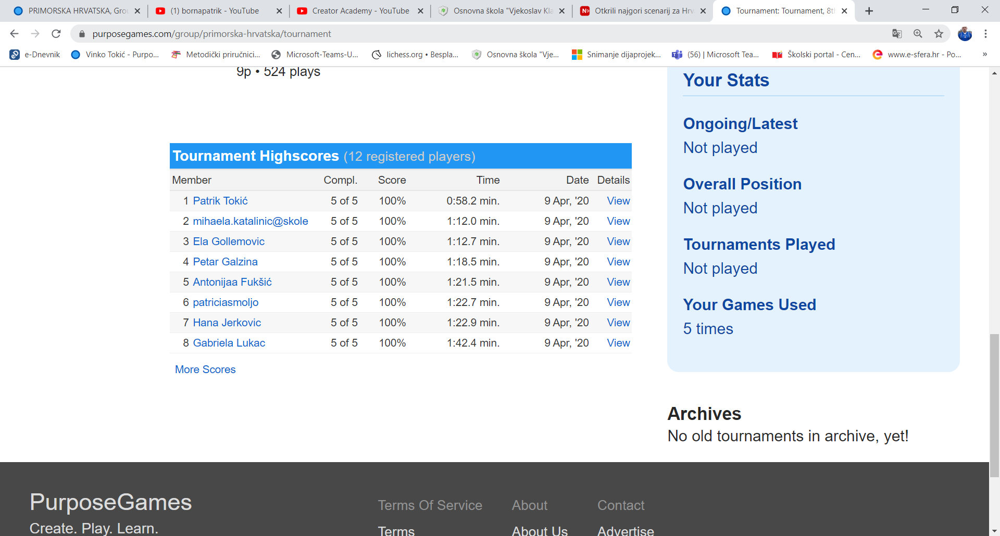 PRIMORSKA HRVATSKA, Gro
(1) bornapatrik - YouTube
Creator Academy - YouTube
Osnovna škola "Vjekoslav Kla
Otkrili najgori scenarij za Hrv
Tournament: Tournament, 8th
purposegames.com/group/primorska-hrvatska/tournament
e-Dnevnik
Vinko Tokić - Purpo...
Metodički priručnici...
Microsoft-Teams-U...
lichess.org • Bespla...
Osnovna škola "Vje...
Snimanje dijaprojek...
(56) | Microsoft Tea...
Školski portal - Cen...
www.e-sfera.hr - Po...
»
9p • 524 plays
Tournament Highscores (12 registered players)
Member Compl. Score Time Date Details
1 Patrik Tokić 5 of 5 100% 0:58.2 min. 9 Apr, '20 View
2 mihaela.katalinic@skole 5 of 5 100% 1:12.0 min. 9 Apr, '20 View
3 Ela Gollemovic 5 of 5 100% 1:12.7 min. 9 Apr, '20 View
4 Petar Galzina 5 of 5 100% 1:18.5 min. 9 Apr, '20 View
5 Antonijaa Fukšić 5 of 5 100% 1:21.5 min. 9 Apr, '20 View
6 patriciasmoljo 5 of 5 100% 1:22.7 min. 9 Apr, '20 View
7 Hana Jerkovic 5 of 5 100% 1:22.9 min. 9 Apr, '20 View
8 Gabriela Lukac 5 of 5 100% 1:42.4 min. 9 Apr, '20 View
More Scores
Your Stats
Ongoing/Latest
Not played
Overall Position
Not played
Tournaments Played
Not played
Your Games Used
5 times
Archives
No old tournaments in archive, yet!
PurposeGames
Create. Play. Learn.
Terms Of Service
Terms
About
About Us
Contact
Advertise